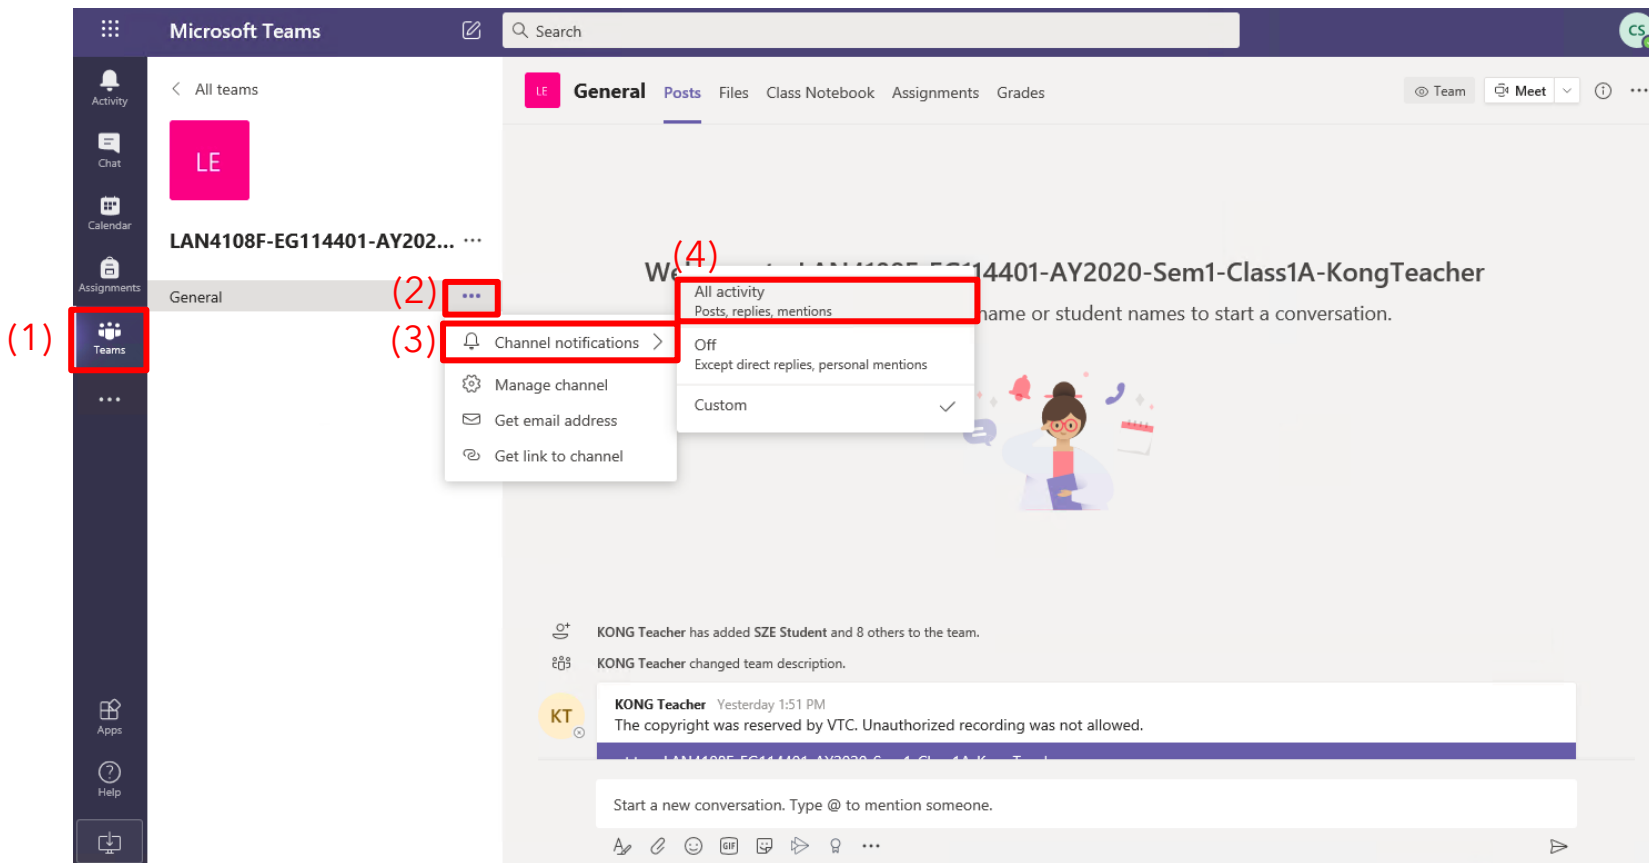 Microsoft Teams
Search
CS
Activity
Chat
Calendar
Assignments
(1)
Teams
Apps
Help
All teams
LE
LAN4108F-EG114401-AY202...
General
(2)
(3)
Channel notifications
Manage channel
Get email address
Get link to channel
(4)
All activity
Posts, replies, mentions
Off
Except direct replies, personal mentions
Custom
LE
General Posts Files Class Notebook Assignments Grades
Team
Meet
14401-AY2020-Sem1-Class1A-KongTeacher
name or student names to start a conversation.
KONG Teacher has added SZE Student and 8 others to the team.
KONG Teacher changed team description.
KT
KONG Teacher Yesterday 1:51 PM
The copyright was reserved by VTC. Unauthorized recording was not allowed.
Start a new conversation. Type @ to mention someone.
GIF